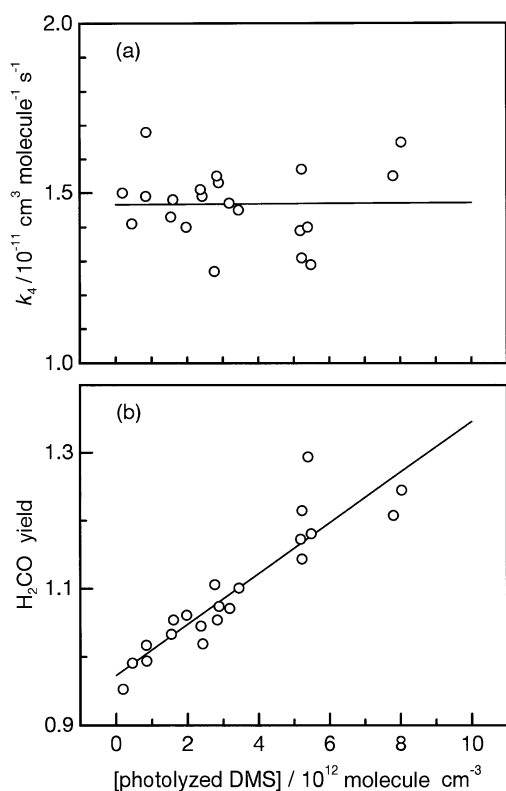 2.0
(a)
1.5
k₄ / 10⁻¹¹ cm³ molecule⁻¹ s⁻¹
1.0
(b)
1.3
H₂CO yield
1.1
0.9
0 2 4 6 8 10
[photolyzed DMS] / 10¹² molecule cm⁻³